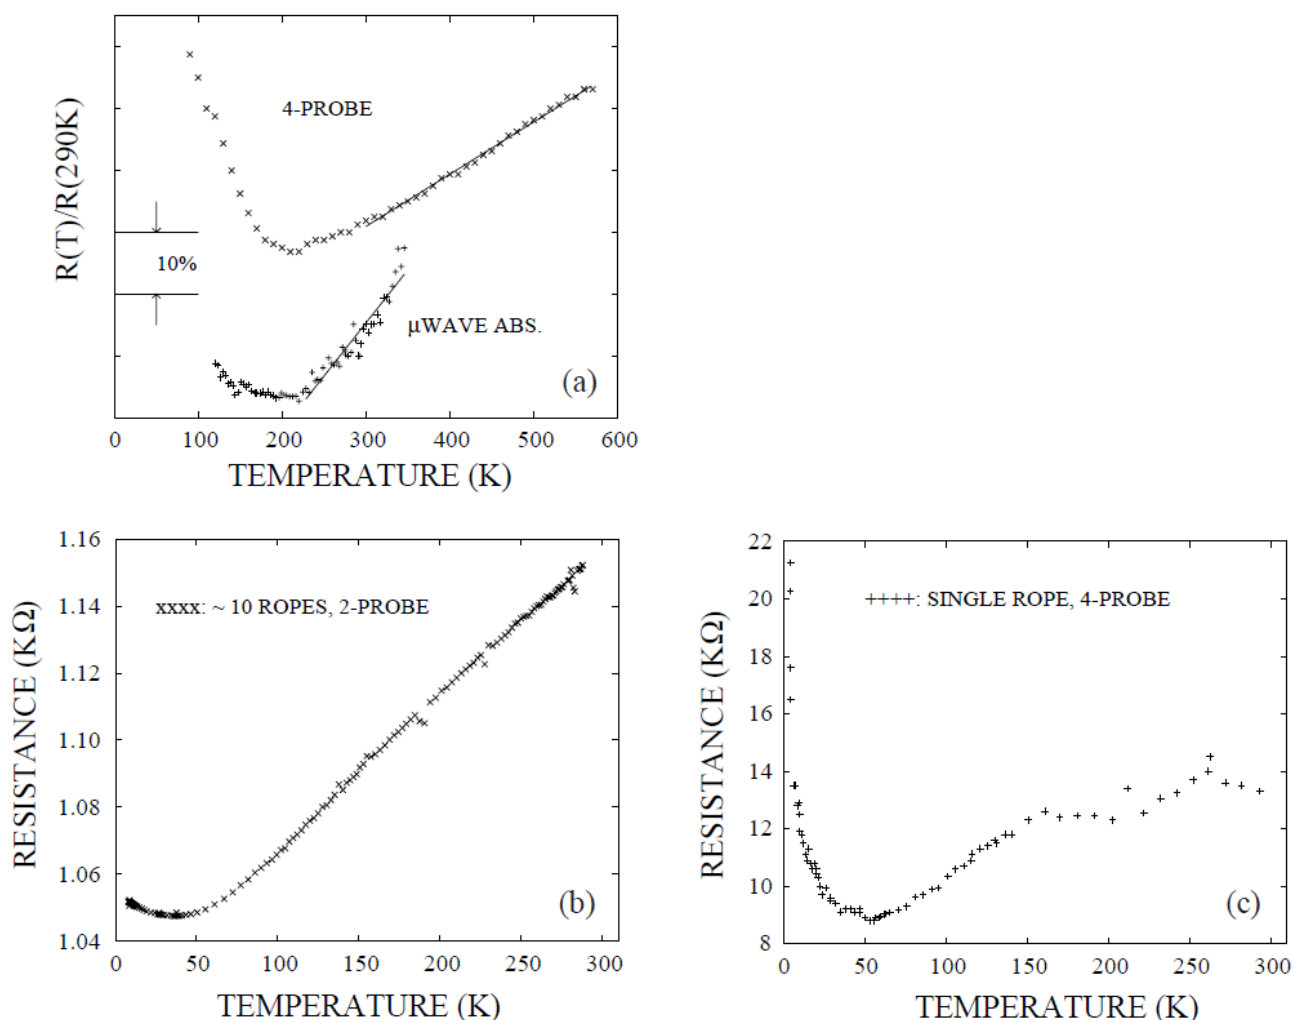 R(T)/R(290K)
4-PROBE
10%
μWAVE ABS.
(a)
0 100 200 300 400 500 600
TEMPERATURE (K)
RESISTANCE (KΩ)
1.16
1.14
1.12
1.10
1.08
1.06
1.04
xxxx: ~ 10 ROPES, 2-PROBE
(b)
0 50 100 150 200 250 300
TEMPERATURE (K)
RESISTANCE (KΩ)
22
20
18
16
14
12
10
8
++++: SINGLE ROPE, 4-PROBE
(c)
0 50 100 150 200 250 300
TEMPERATURE (K)